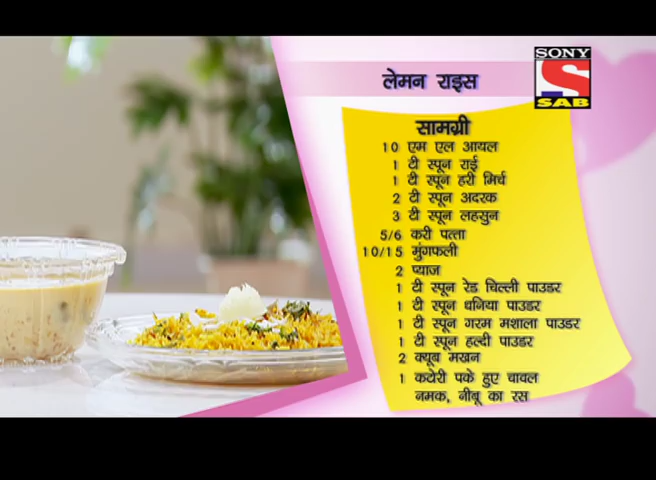 SONY
S
SAB
लेमन राइस
सामग्री
10 एम एल आयल
1 टी स्पून राई
1 टी स्पून हरी मिर्च
2 टी स्पून अदरक
3 टी स्पून लहसुन
5/6 करी पत्ता
10/15 मुंगफली
2 प्याज
1 टी स्पून रेड चिल्ली पाउडर
1 टी स्पून धनिया पाउडर
1 टी स्पून गरम मशाला पाउडर
1 टी स्पून हल्दी पाउडर
2 क्यूब मखन
1 कटोरी पके हुए चावल
नमक, नीबू का रस